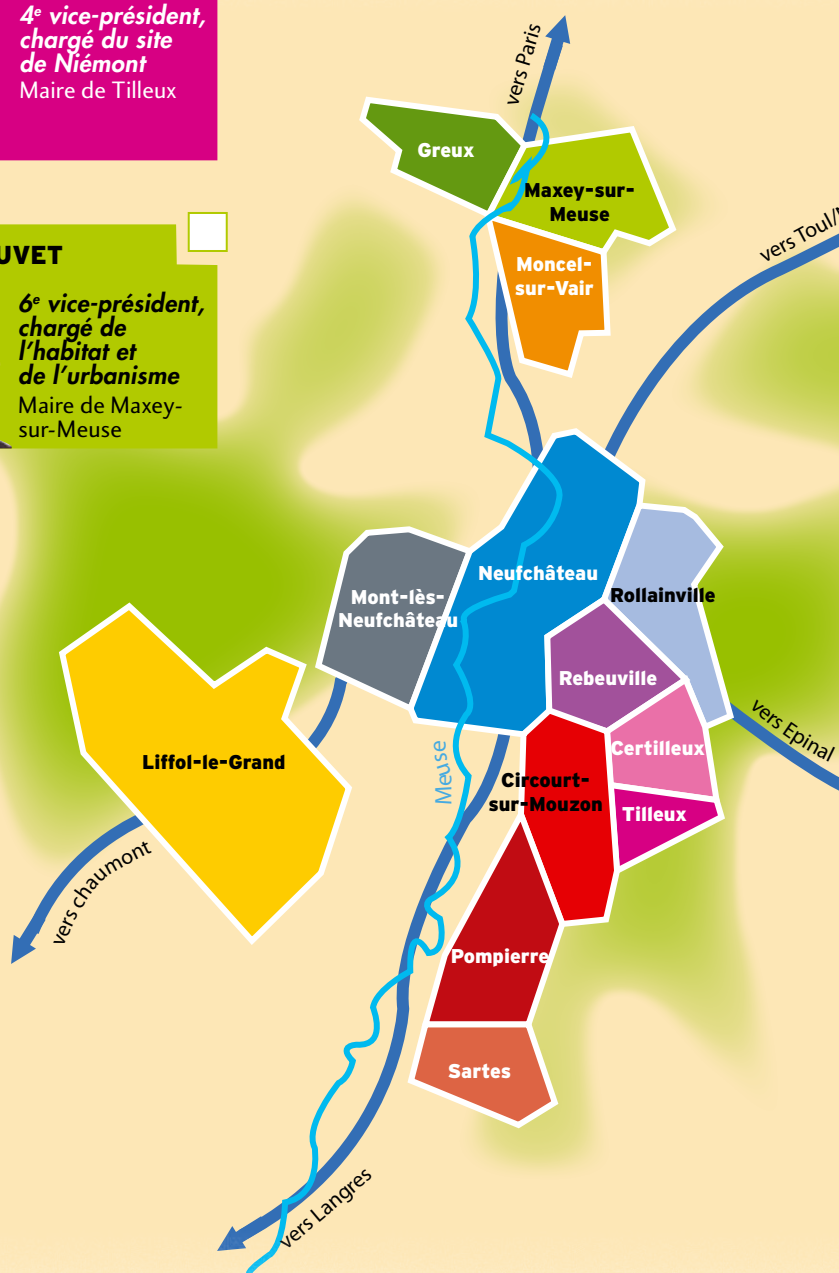 4e vice-président,
chargé du site
de Niémont
Maire de Tilleux
UVET
6e vice-président,
chargé de
l’habitat et
de l’urbanisme
Maire de Maxey-
sur-Meuse
vers Paris
Greux
Maxey-sur-
Meuse
Moncel-
sur-Vair
vers Toul/
Neufchâteau
Mont-lès-
Neufchâteau
Rollainville
Rebeuville
Certilleux
vers Epinal
Liffol-le-Grand
Meuse
Circourt-
sur-Mouzon
Tilleux
vers chaumont
Pompierre
Sartes
vers Langres